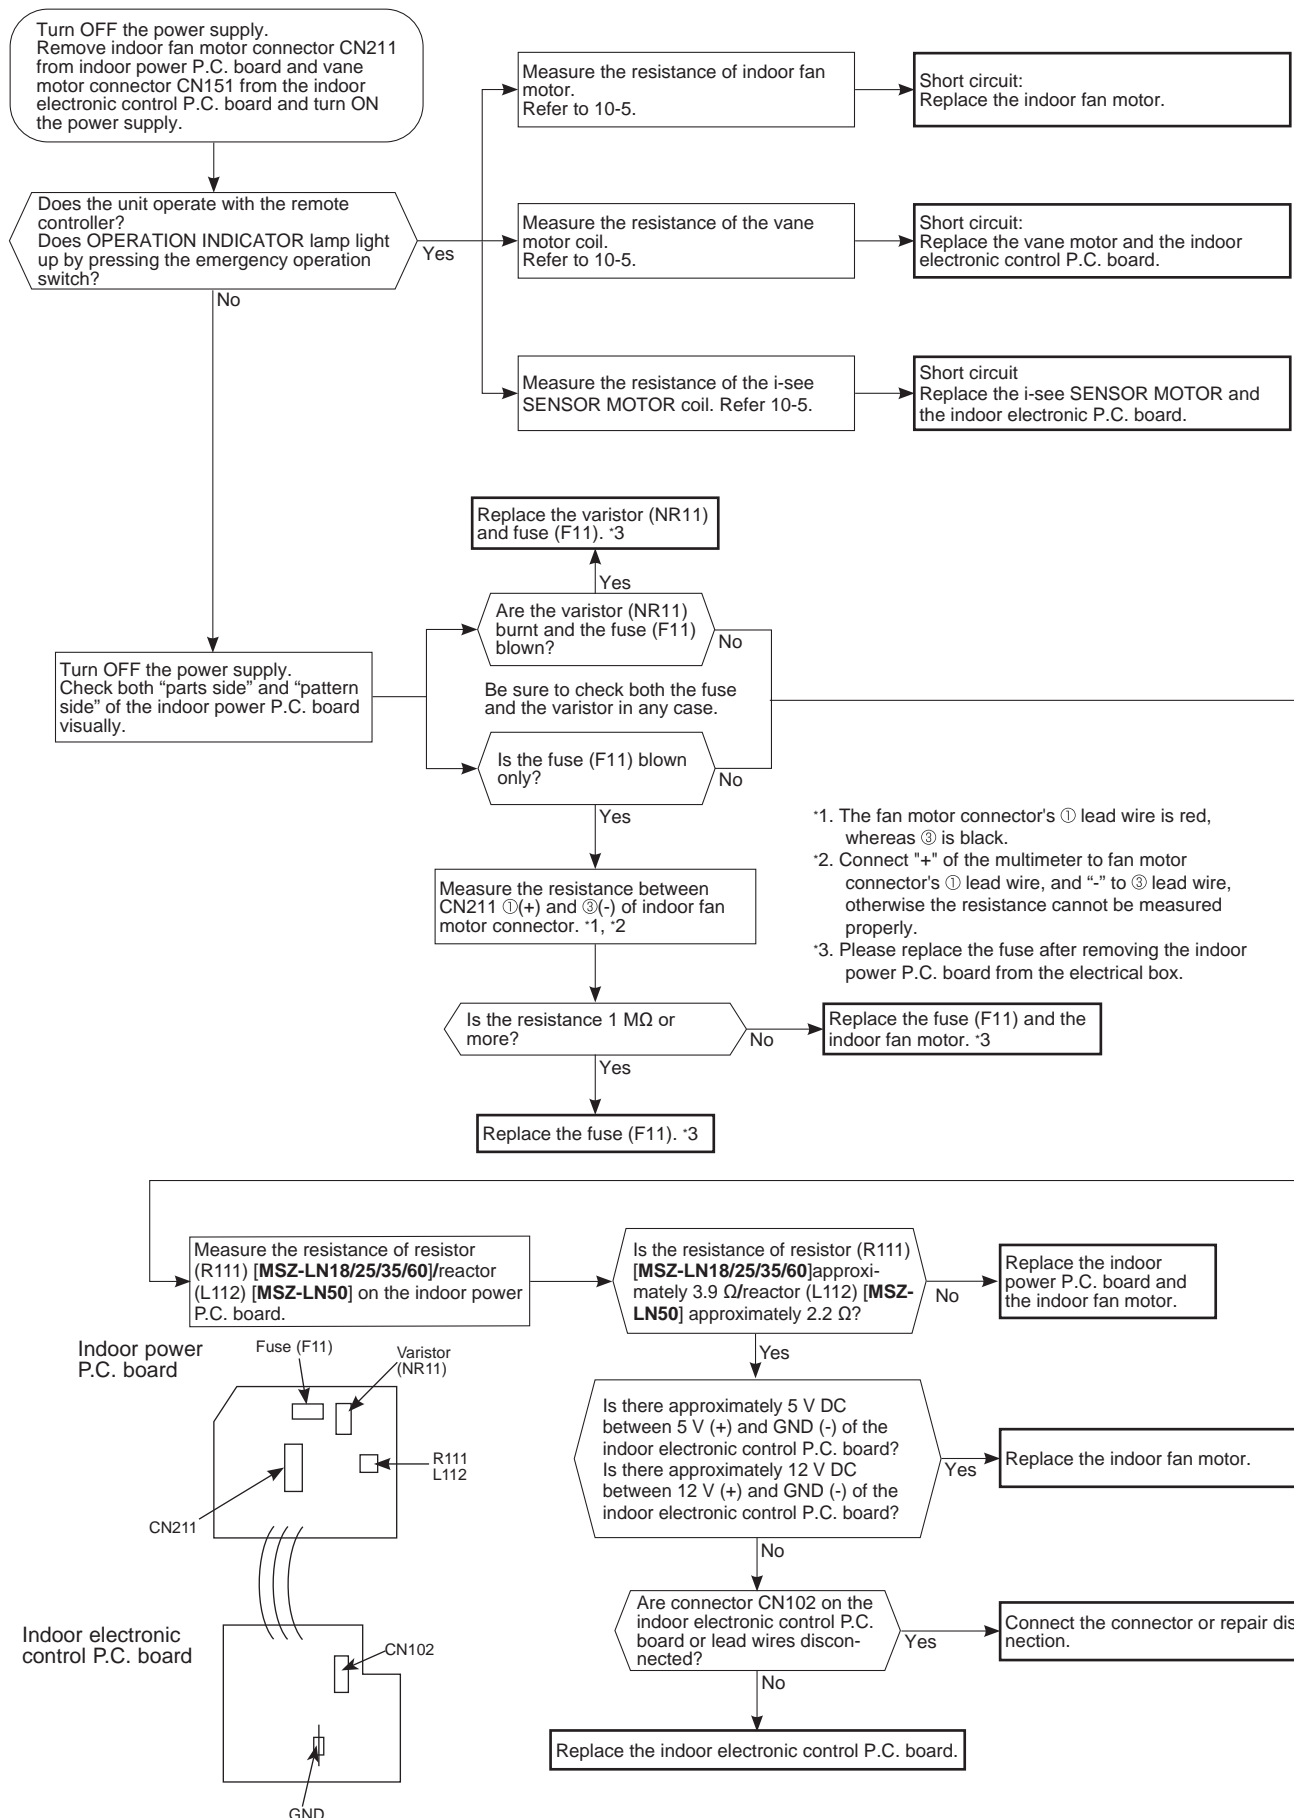 Turn OFF the power supply.
Remove indoor fan motor connector CN211
from indoor power P.C. board and vane
motor connector CN151 from the indoor
electronic control P.C. board and turn ON
the power supply.
Measure the resistance of indoor fan
motor.
Refer to 10-5.
Short circuit:
Replace the indoor fan motor.
Does the unit operate with the remote
controller?
Does OPERATION INDICATOR lamp light
up by pressing the emergency operation
switch?
Yes
No
Measure the resistance of the vane
motor coil.
Refer to 10-5.
Short circuit:
Replace the vane motor and the indoor
electronic control P.C. board.
Measure the resistance of the i-see
SENSOR MOTOR coil. Refer 10-5.
Short circuit
Replace the i-see SENSOR MOTOR and
the indoor electronic P.C. board.
Replace the varistor (NR11)
and fuse (F11). *3
Yes
Are the varistor (NR11)
burnt and the fuse (F11)
blown?
No
Turn OFF the power supply.
Check both “parts side” and “pattern
side” of the indoor power P.C. board
visually.
Be sure to check both the fuse
and the varistor in any case.
Is the fuse (F11) blown
only?
No
Yes
*1. The fan motor connector's ① lead wire is red,
whereas ③ is black.
*2. Connect "+" of the multimeter to fan motor
connector's ① lead wire, and “-” to ③ lead wire,
otherwise the resistance cannot be measured
properly.
*3. Please replace the fuse after removing the indoor
power P.C. board from the electrical box.
Measure the resistance between
CN211 ①(+) and ③(-) of indoor fan
motor connector. *1, *2
Is the resistance 1 MΩ or
more?
No
Replace the fuse (F11) and the
indoor fan motor. *3
Yes
Replace the fuse (F11). *3
Measure the resistance of resistor
(R111) [MSZ-LN18/25/35/60]/reactor
(L112) [MSZ-LN50] on the indoor power
P.C. board.
Is the resistance of resistor (R111)
[MSZ-LN18/25/35/60]approxi-
mately 3.9 Ω/reactor (L112) [MSZ-
LN50] approximately 2.2 Ω?
No
Replace the indoor
power P.C. board and
the indoor fan motor.
Yes
Indoor power
P.C. board
Fuse (F11)
Varistor
(NR11)
R111
L112
CN211
Is there approximately 5 V DC
between 5 V (+) and GND (-) of the
indoor electronic control P.C. board?
Is there approximately 12 V DC
between 12 V (+) and GND (-) of the
indoor electronic control P.C. board?
Yes
Replace the indoor fan motor.
No
Are connector CN102 on the
indoor electronic control P.C.
board or lead wires discon-
nected?
Yes
Connect the connector or repair dis
nection.
No
Replace the indoor electronic control P.C. board.
Indoor electronic
control P.C. board
CN102
GND